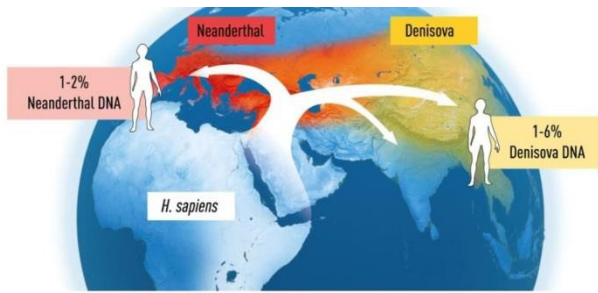 Neanderthal
Denisova
1-2%
Neanderthal DNA
1-6%
Denisova DNA
H. sapiens